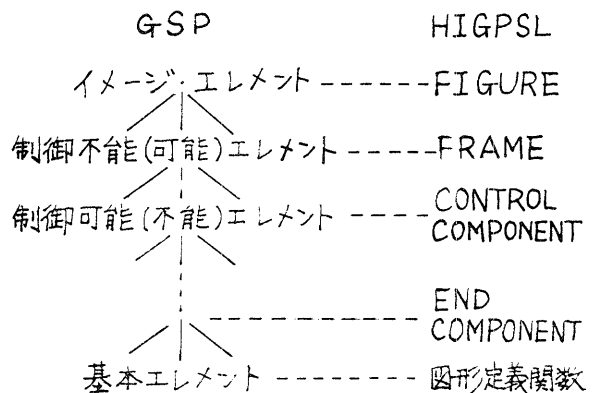 GSP HIGPSL
イメージ・エレメント ------ FIGURE
制御不能(可能)エレメント ----- FRAME
制御可能(不能)エレメント ---- CONTROL
COMPONENT
END
COMPONENT
基本エレメント ------- 図形定義関数